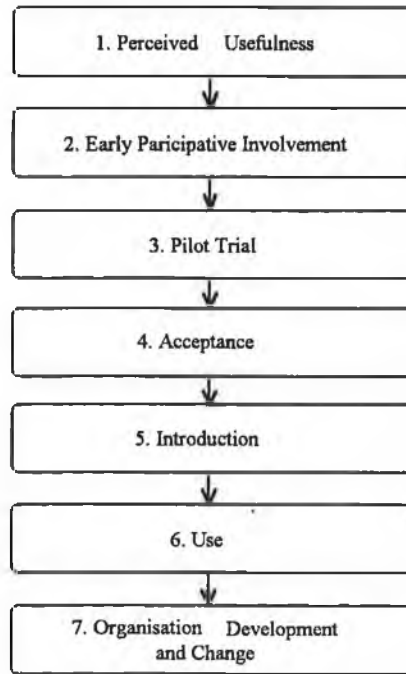 1. Perceived Usefulness
2. Early Paricipative Involvement
3. Pilot Trial
4. Acceptance
5. Introduction
6. Use
7. Organisation Development
and Change